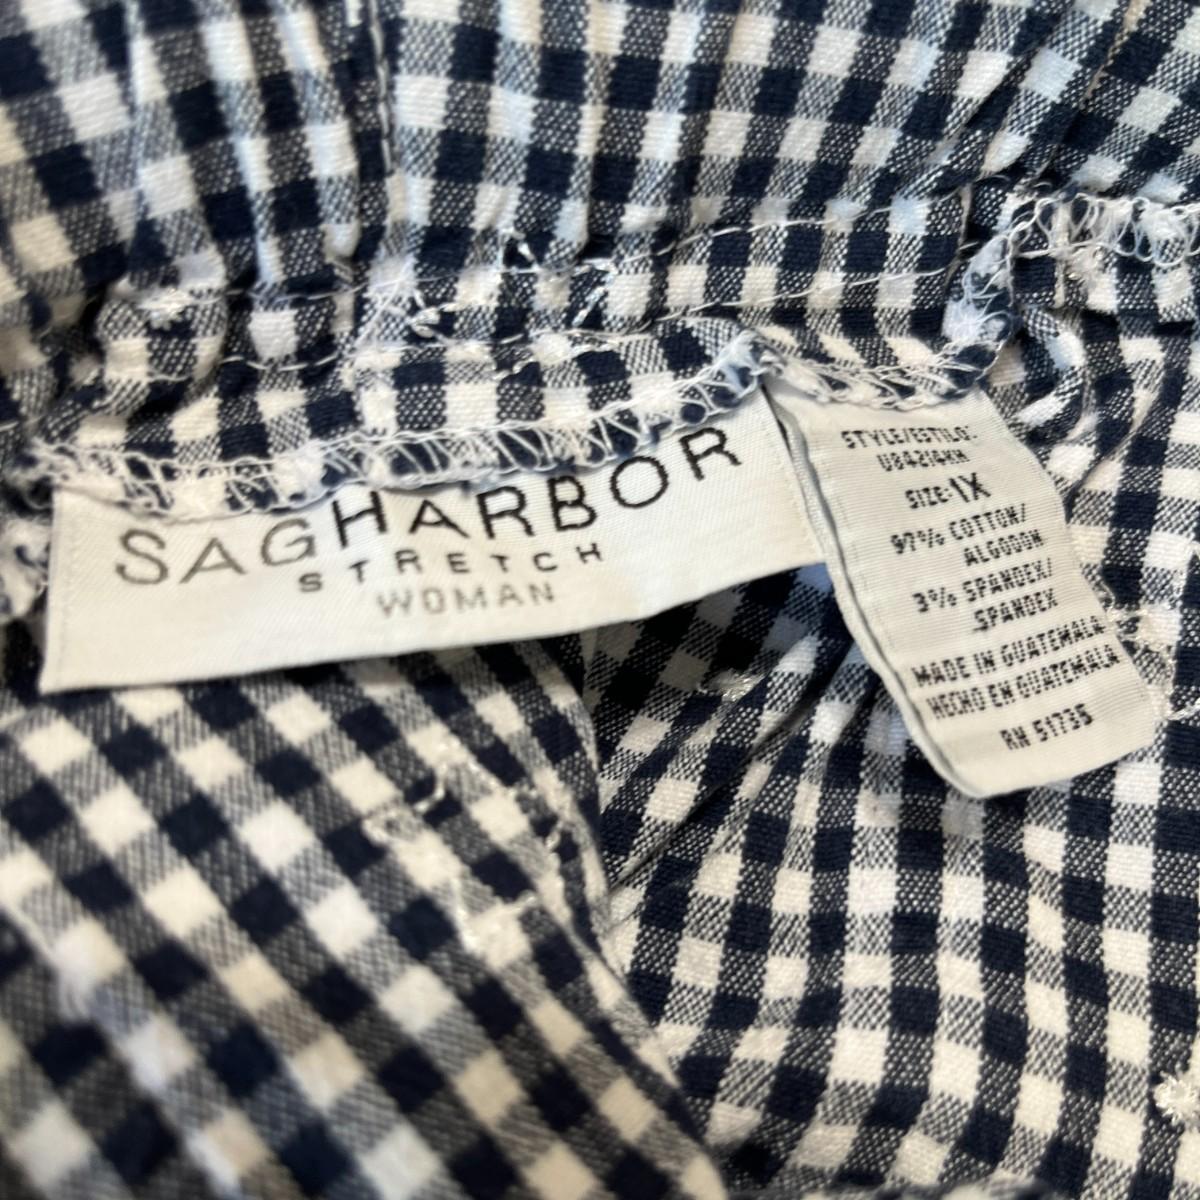 SAGHARBOR
STRETCH
WOMAN
STYLE/ESTILO:
U84214KH
SIZE: 1X
97% COTTON/
ALGODON
3% SPANDEX/
SPANDEX
MADE IN GUATEMALA
HECHO EN GUATEMALA
RN 51735